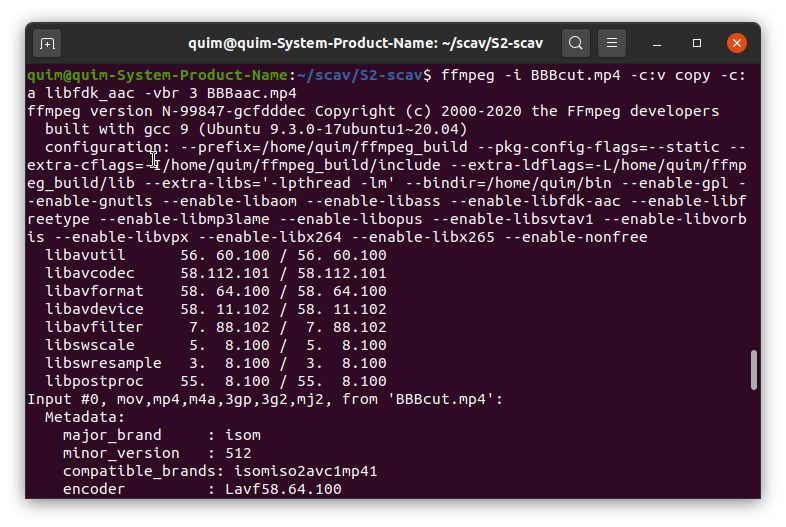 quim@quim-System-Product-Name: ~/scav/S2-scav
quim@quim-System-Product-Name:~/scav/S2-scav$ ffmpeg -i BBBcut.mp4 -c:v copy -c:
a libfdk_aac -vbr 3 BBBaac.mp4
ffmpeg version N-99847-gcfdddec Copyright (c) 2000-2020 the FFmpeg developers
  built with gcc 9 (Ubuntu 9.3.0-17ubuntu1~20.04)
  configuration: --prefix=/home/quim/ffmpeg_build --pkg-config-flags=--static --
extra-cflags=-I/home/quim/ffmpeg_build/include --extra-ldflags=-L/home/quim/ffmp
eg_build/lib --extra-libs='-lpthread -lm' --bindir=/home/quim/bin --enable-gpl -
-enable-gnutls --enable-libaom --enable-libass --enable-libfdk-aac --enable-libf
reetype --enable-libmp3lame --enable-libopus --enable-libsvtav1 --enable-libvorb
is --enable-libvpx --enable-libx264 --enable-libx265 --enable-nonfree
  libavutil      56. 60.100 / 56. 60.100
  libavcodec     58.112.101 / 58.112.101
  libavformat    58. 64.100 / 58. 64.100
  libavdevice    58. 11.102 / 58. 11.102
  libavfilter     7. 88.102 /  7. 88.102
  libswscale      5.  8.100 /  5.  8.100
  libswresample   3.  8.100 /  3.  8.100
  libpostproc    55.  8.100 / 55.  8.100
Input #0, mov,mp4,m4a,3gp,3g2,mj2, from 'BBBcut.mp4':
  Metadata:
    major_brand     : isom
    minor_version   : 512
    compatible_brands: isomiso2avc1mp41
    encoder         : Lavf58.64.100